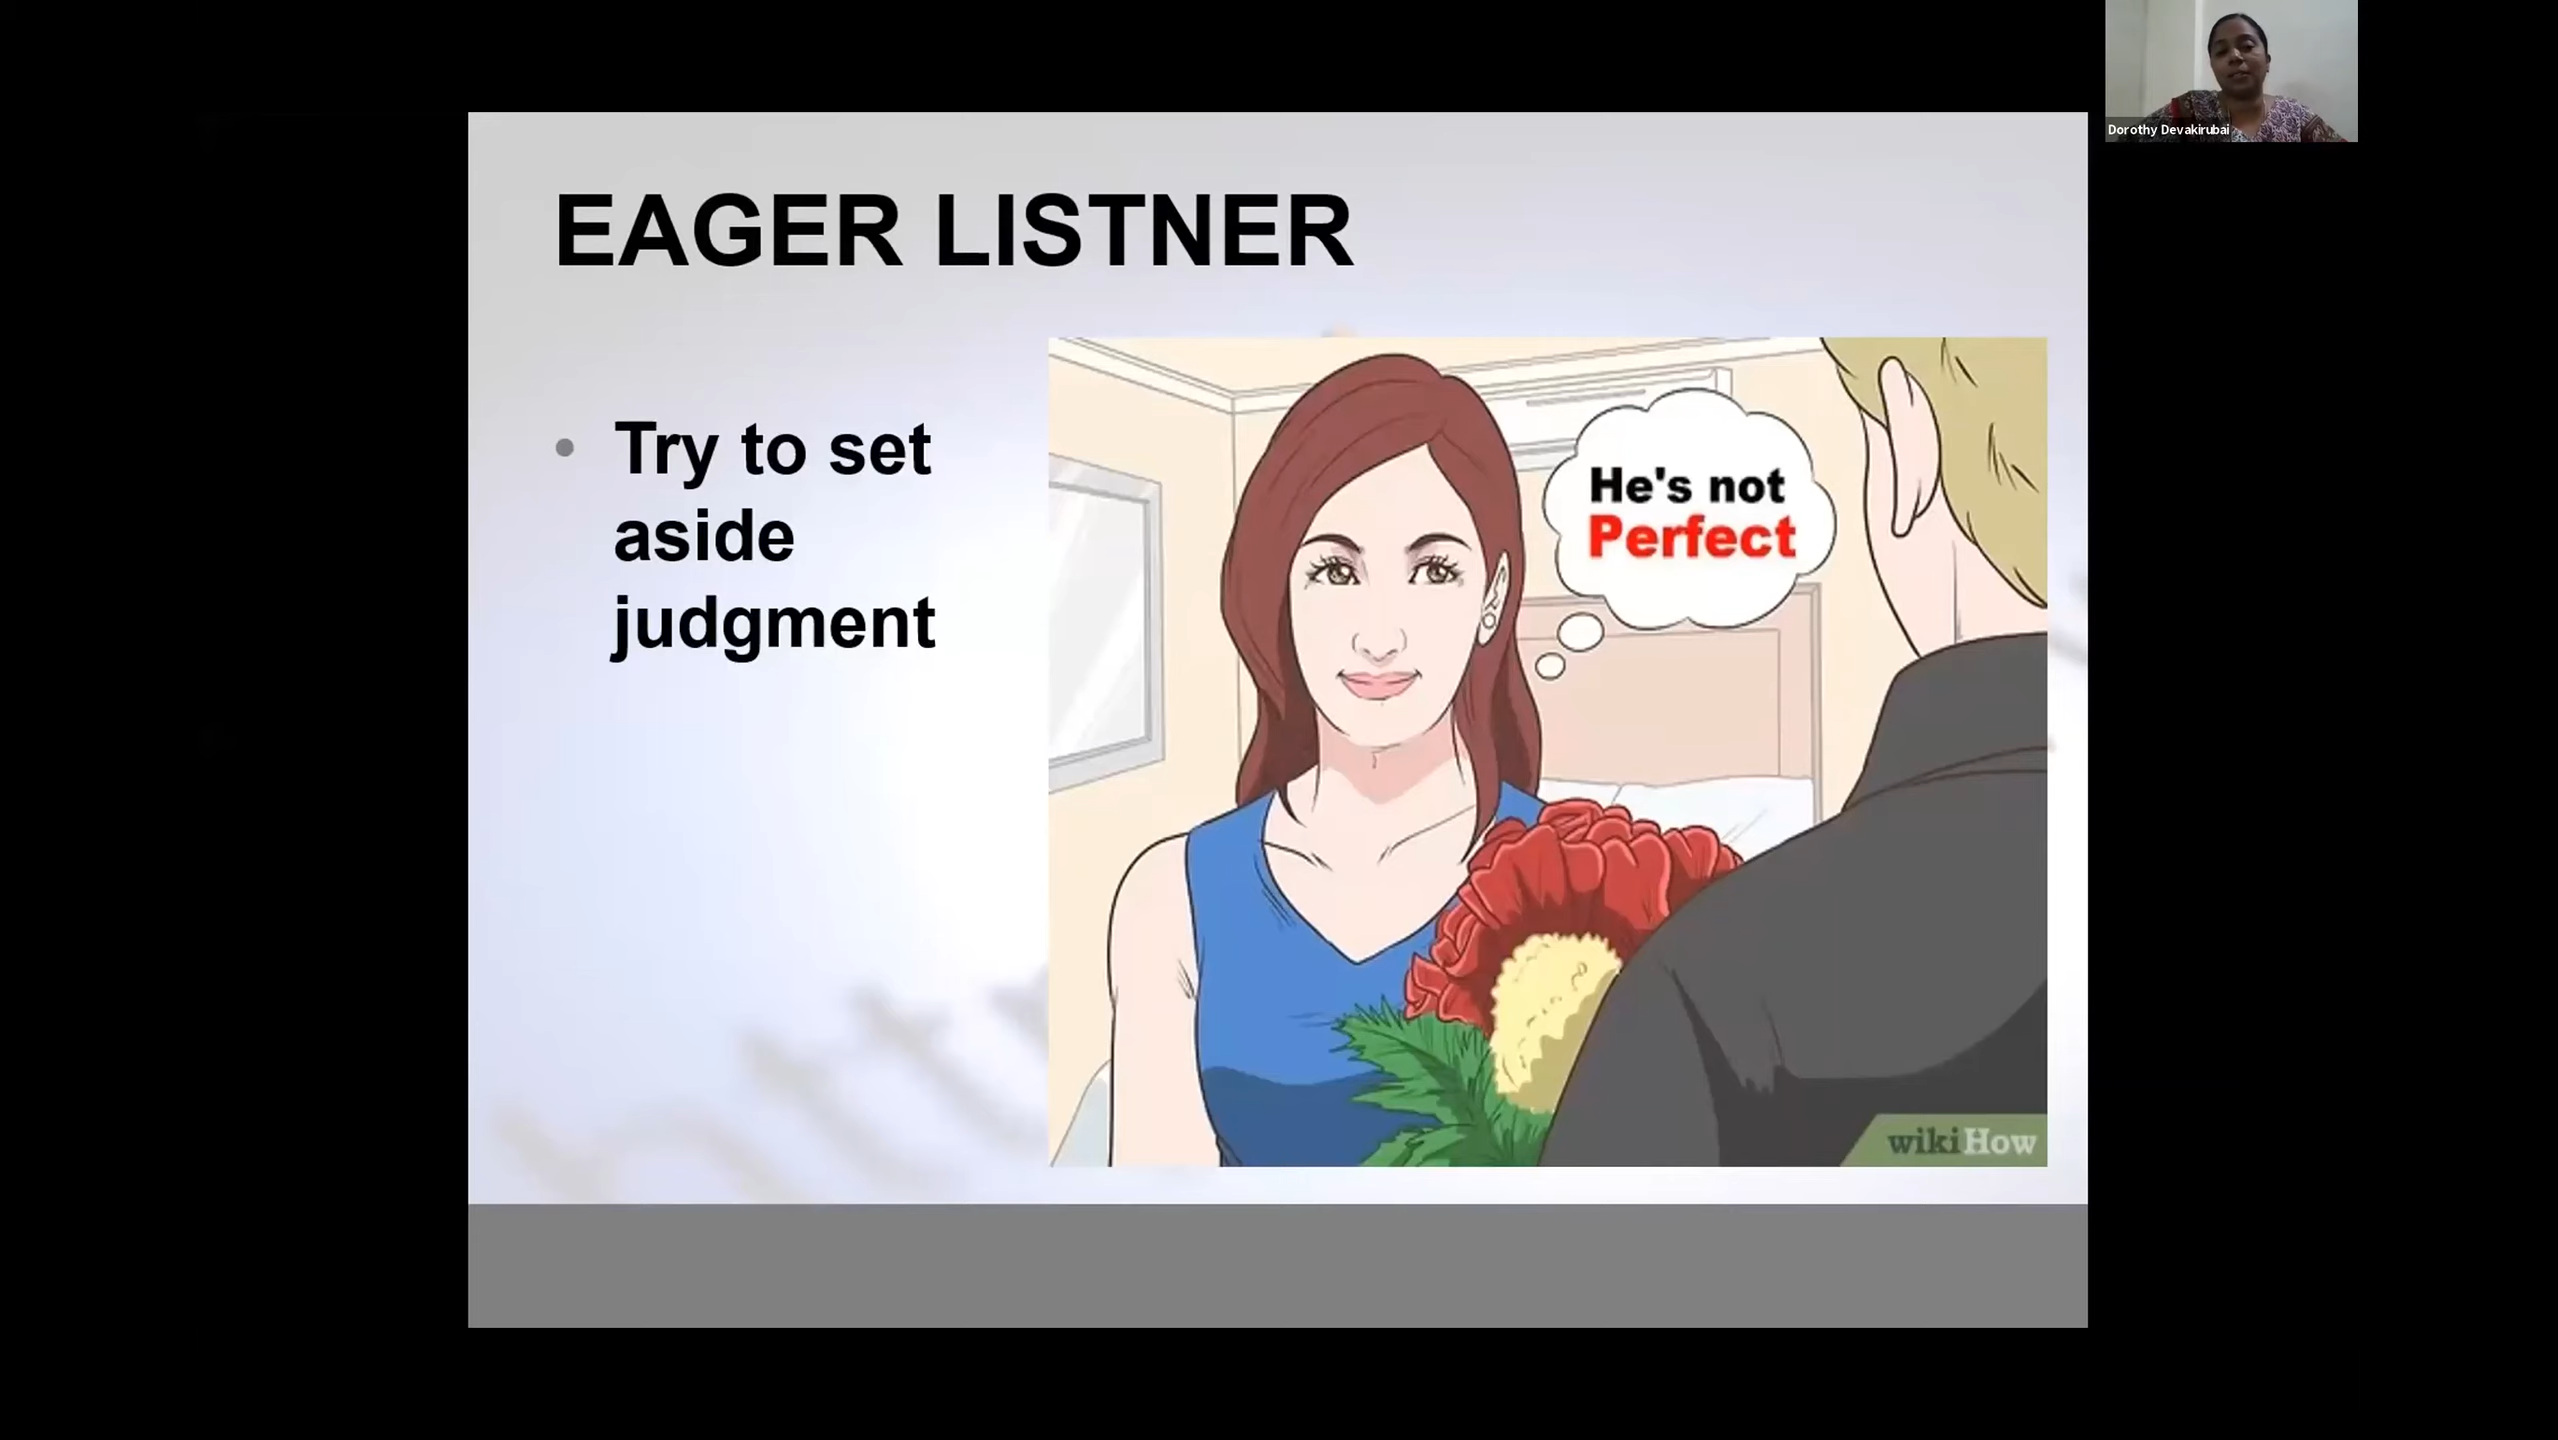 Dorothy Devakirubai
EAGER LISTNER
• Try to set
aside
judgment
He's not
Perfect
wikiHow